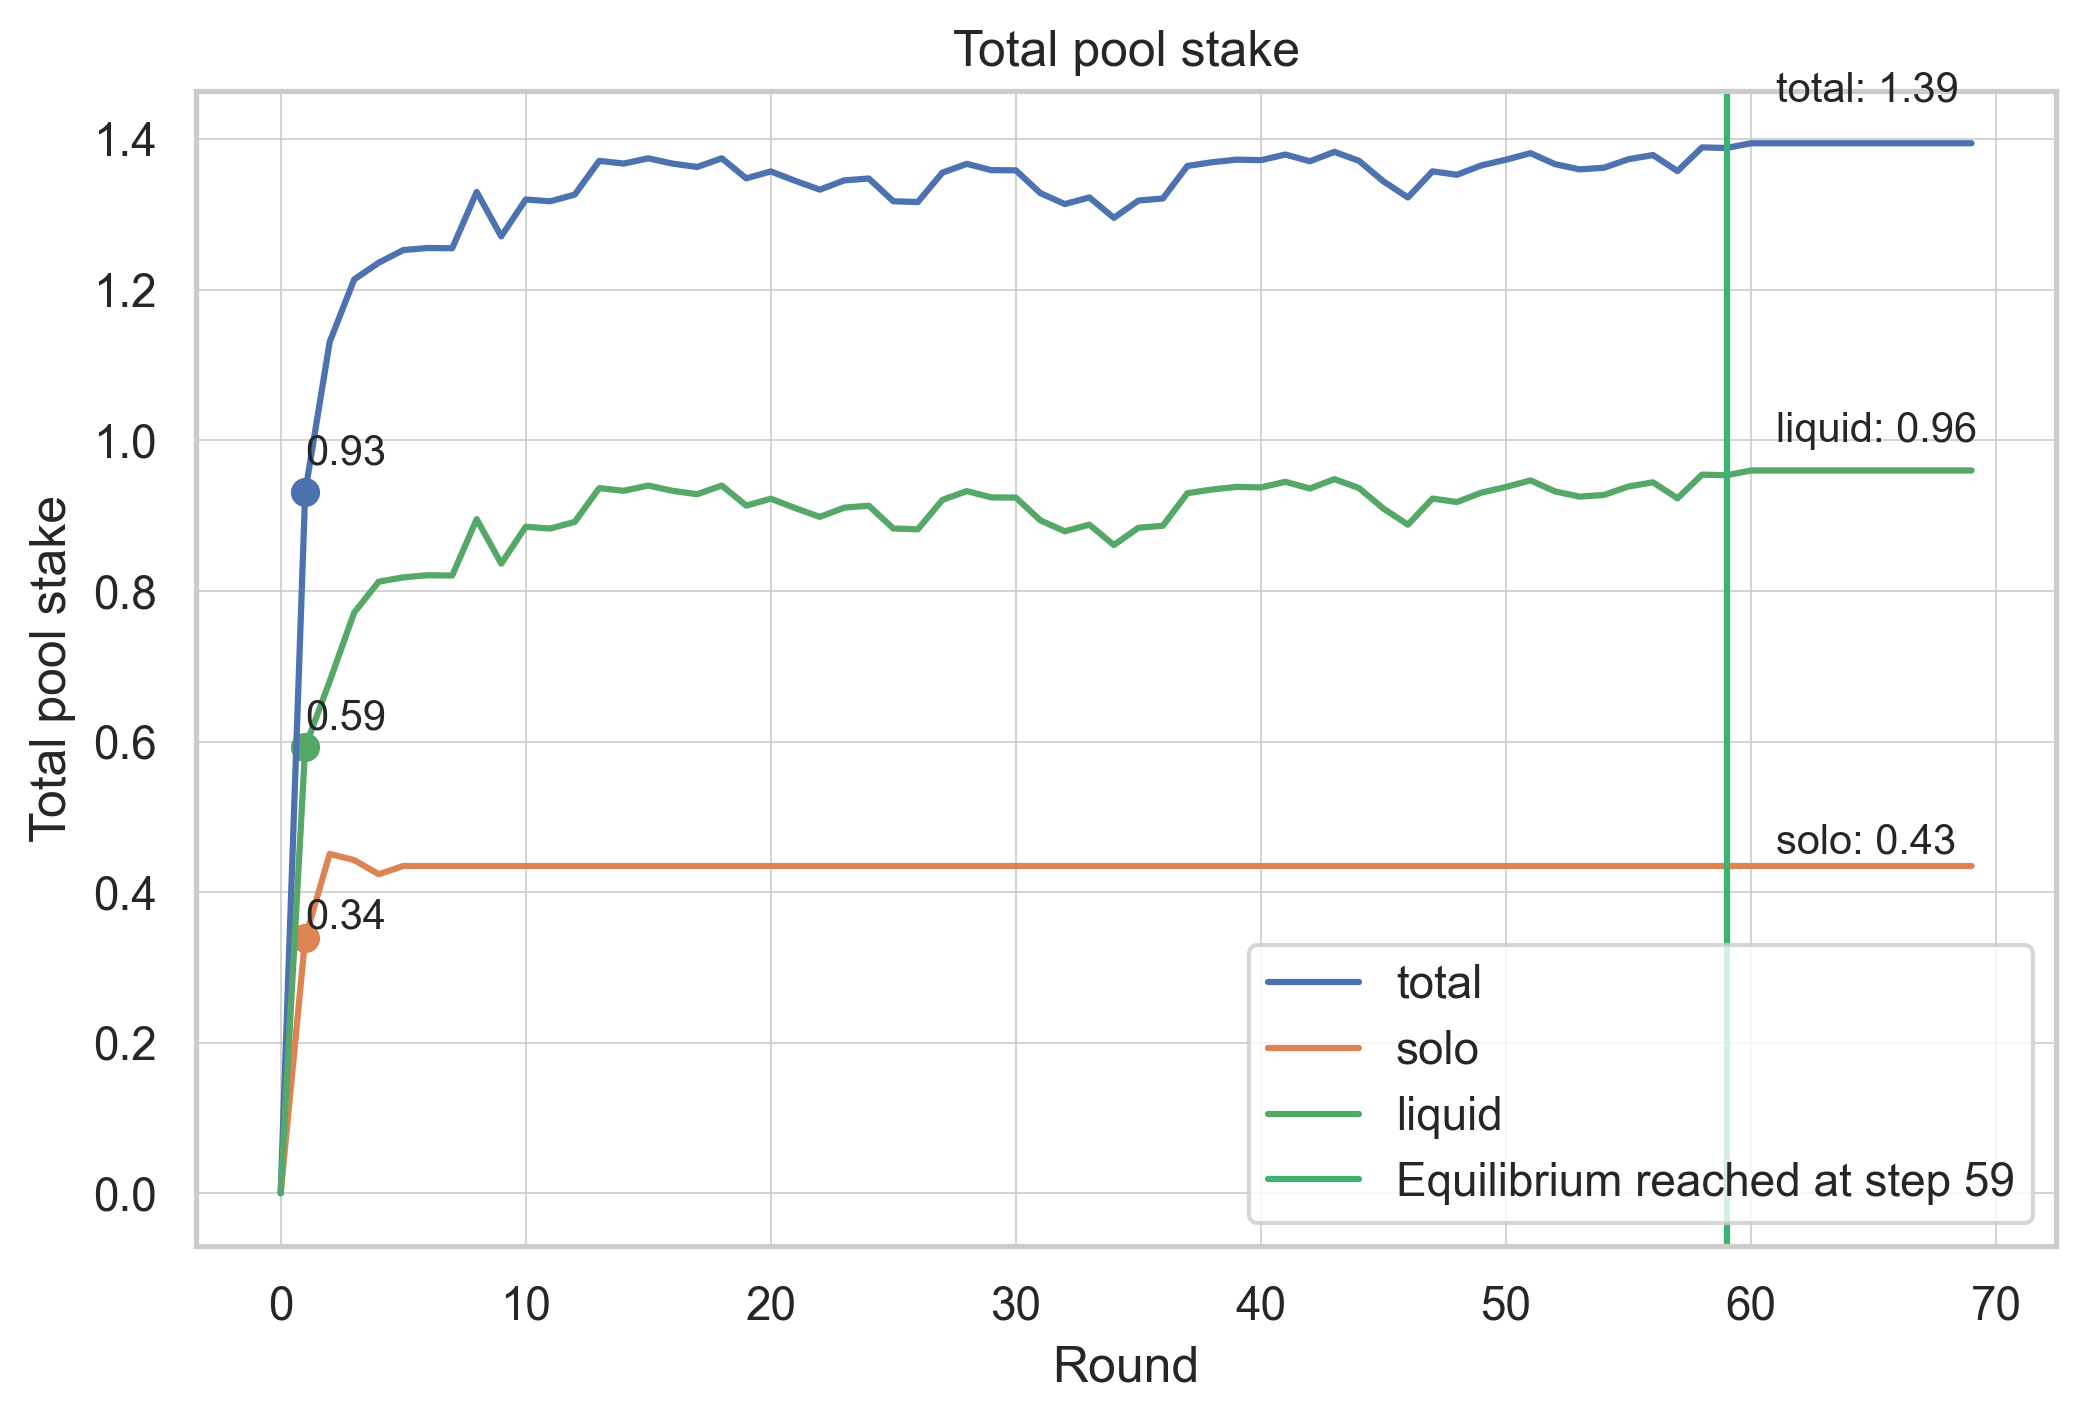 Total pool stake
total: 1.39
1.4
1.2
liquid: 0.96
1.0
0.93
0.8
Total pool stake
0.59
0.6
solo: 0.43
0.4
0.34
total
0.2
solo
liquid
0.0
Equilibrium reached at step 59
0 10 20 30 40 50 60 70
Round